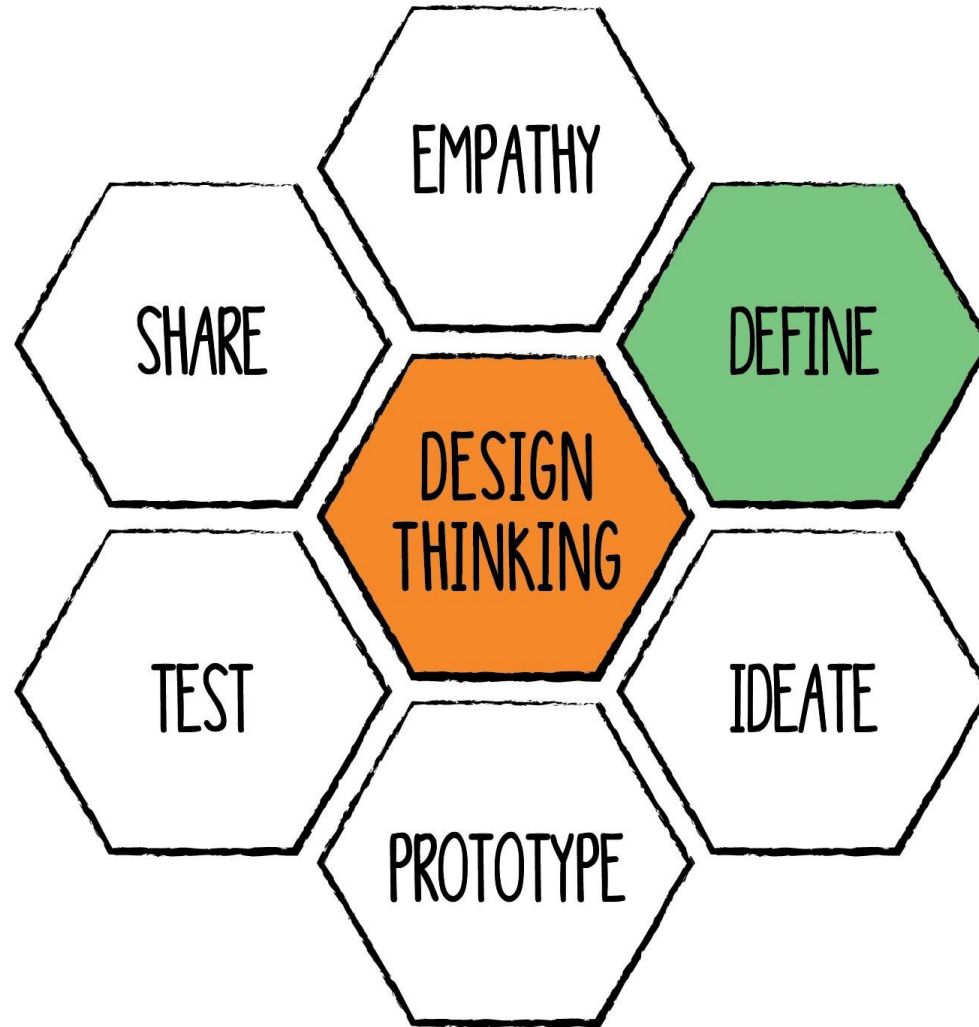 EMPATHY
SHARE
DEFINE
DESIGN
THINKING
TEST
IDEATE
PROTOTYPE